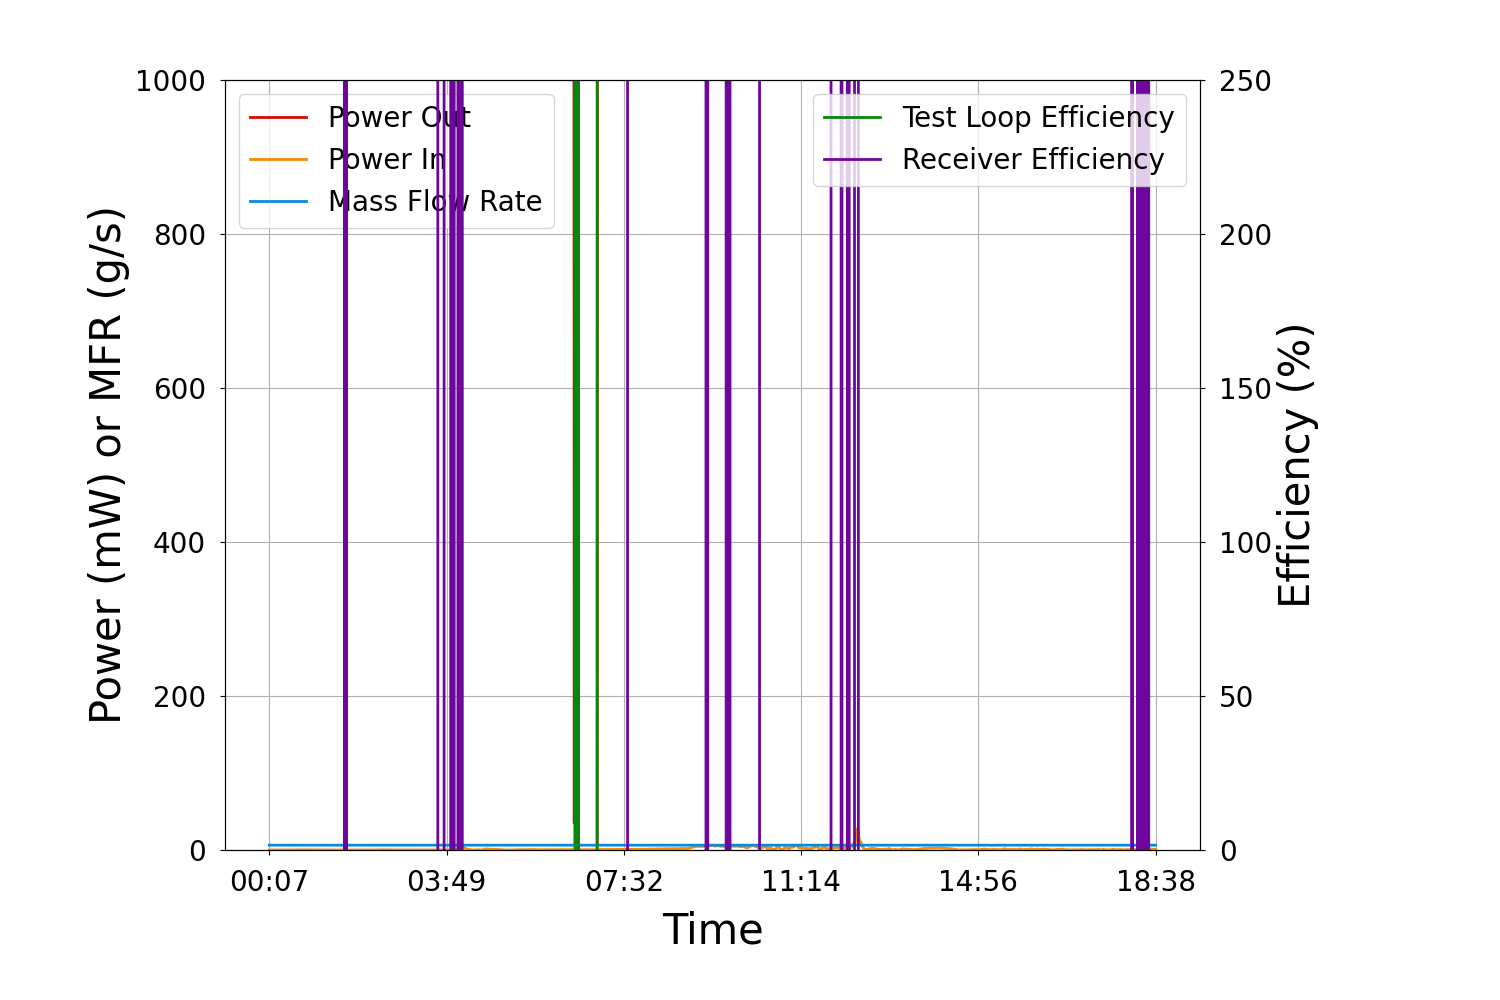 1000
800
600
400
200
0
Power (mW) or MFR (g/s)
Power Out
Power In
Mass Flow Rate
Test Loop Efficiency
Receiver Efficiency
250
200
150
100
50
0
Efficiency (%)
00:07 03:49 07:32 11:14 14:56 18:38
Time